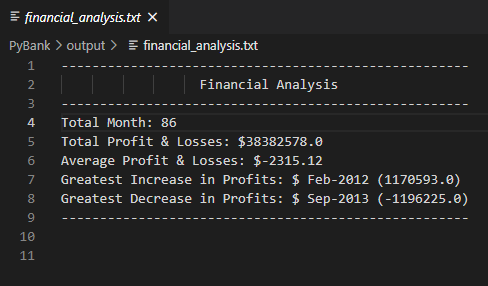 financial_analysis.txt ×
PyBank > output > financial_analysis.txt
1 -----------------------------------------------------
2 Financial Analysis
3 -----------------------------------------------------
4 Total Month: 86
5 Total Profit & Losses: $38382578.0
6 Average Profit & Losses: $-2315.12
7 Greatest Increase in Profits: $ Feb-2012 (1170593.0)
8 Greatest Decrease in Profits: $ Sep-2013 (-1196225.0)
9 -----------------------------------------------------
10
11